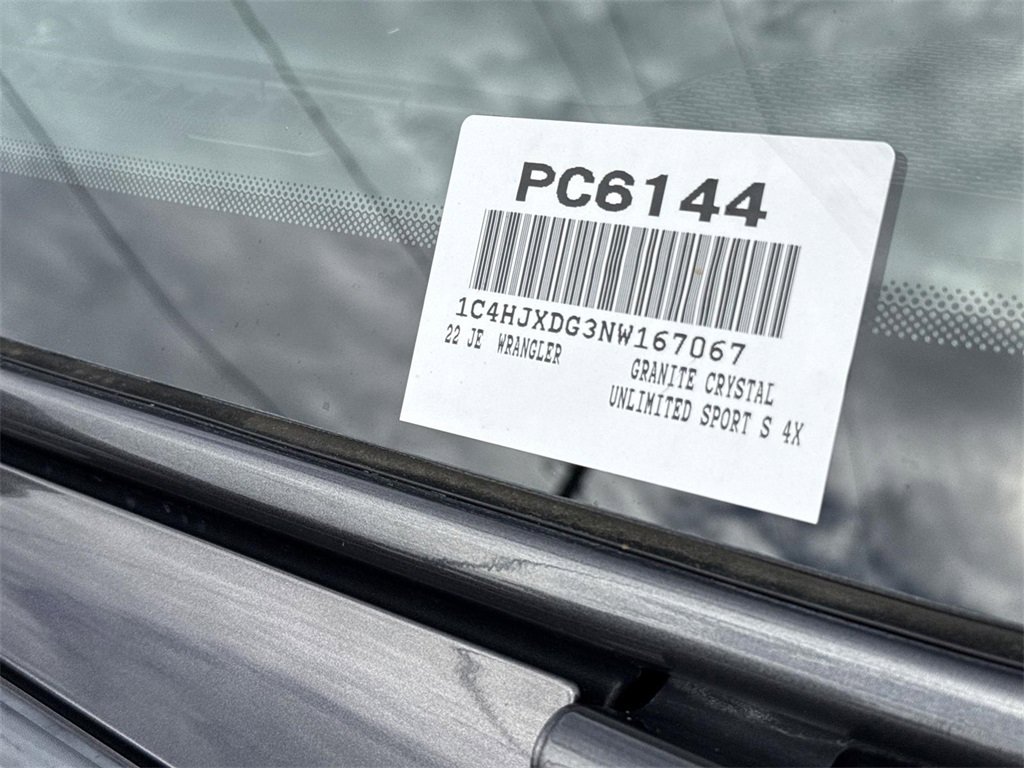 PC6144
1C4HJXDG3NW167067
22 JE WRANGLER
GRANITE CRYSTAL
UNLIMITED SPORT S 4X